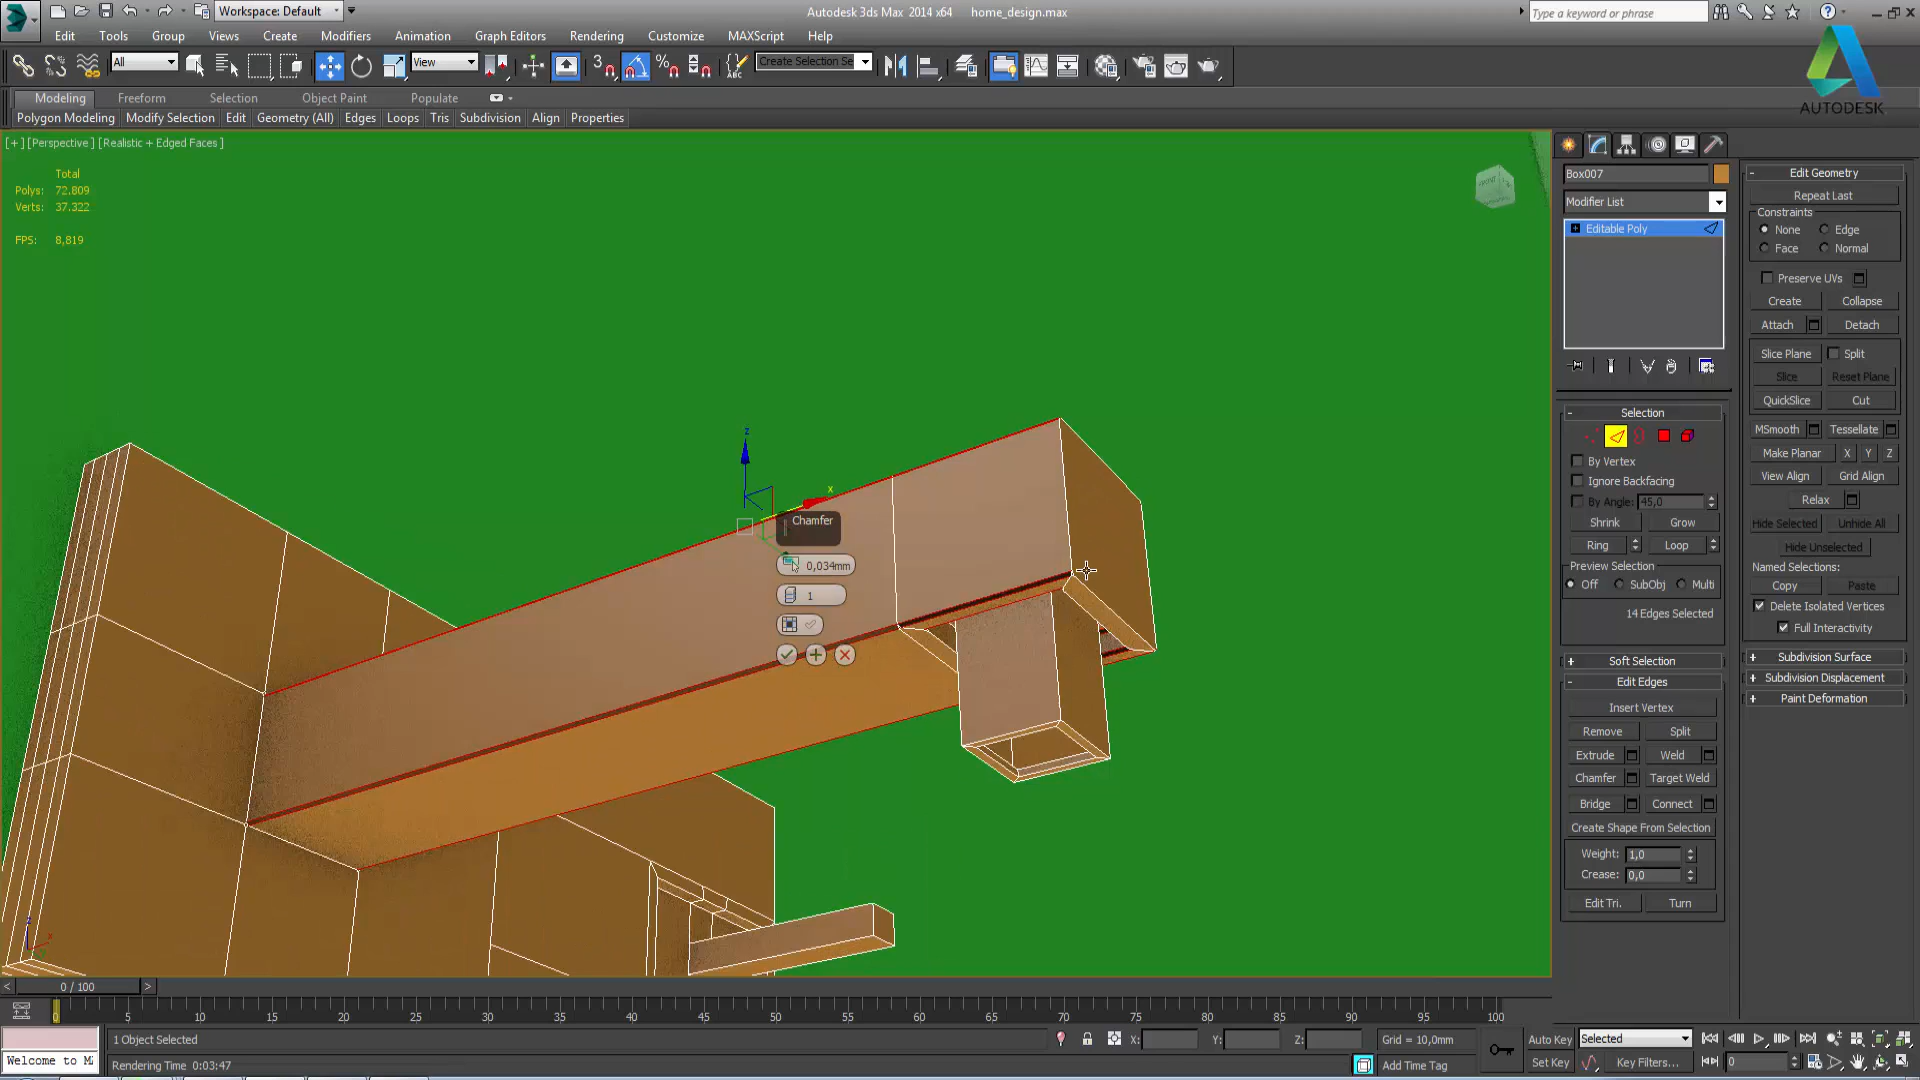 Workspace: Default
Autodesk 3ds Max 2014 x64 home_design.max
Type a keyword or phrase
Edit Tools Group Views Create Modifiers Animation Graph Editors Rendering Customize MAXScript Help
All View 3 Create Selection Se
AUTODESK
Modeling Freeform Selection Object Paint Populate
Polygon Modeling Modify Selection Edit Geometry (All) Edges Loops Tris Subdivision Align Properties
[+] [Perspective] [Realistic + Edged Faces]
Total
Polys: 72.809
Verts: 37.322
FPS: 8,819
z
x
Chamfer
0,034mm
1
Box007
Modifier List
Editable Poly
Selection
By Vertex
Ignore Backfacing
By Angle: 45,0
Shrink Grow
Ring Loop
Preview Selection
Off SubObj Multi
14 Edges Selected
Soft Selection
Edit Edges
Insert Vertex
Remove Split
Extrude Weld
Chamfer Target Weld
Bridge Connect
Create Shape From Selection
Weight: 1,0
Crease: 0,0
Edit Tri. Turn
Edit Geometry
Repeat Last
Constraints
None Edge
Face Normal
Preserve UVs
Create Collapse
Attach Detach
Slice Plane Split
Slice Reset Plane
QuickSlice Cut
MSmooth Tessellate
Make Planar X Y Z
View Align Grid Align
Relax
Hide Selected Unhide All
Hide Unselected
Named Selections:
Copy Paste
Delete Isolated Vertices
Full Interactivity
Subdivision Surface
Subdivision Displacement
Paint Deformation
0 / 100
0 5 10 15 20 25 30 35 40 45 50 55 60 65 70 75 80 85 90 95 100
1 Object Selected X: Y: Z: Grid = 10,0mm Auto Key Selected
Welcome to Mi Rendering Time 0:03:47 Add Time Tag Set Key Key Filters... 0